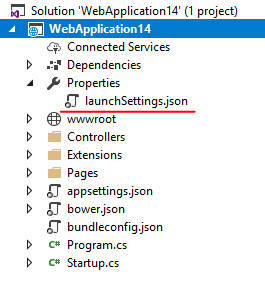 Solution 'WebApplication14' (1 project)
WebApplication14
Connected Services
Dependencies
Properties
launchSettings.json
wwwroot
Controllers
Extensions
Pages
appsettings.json
bower.json
bundleconfig.json
C# Program.cs
C# Startup.cs